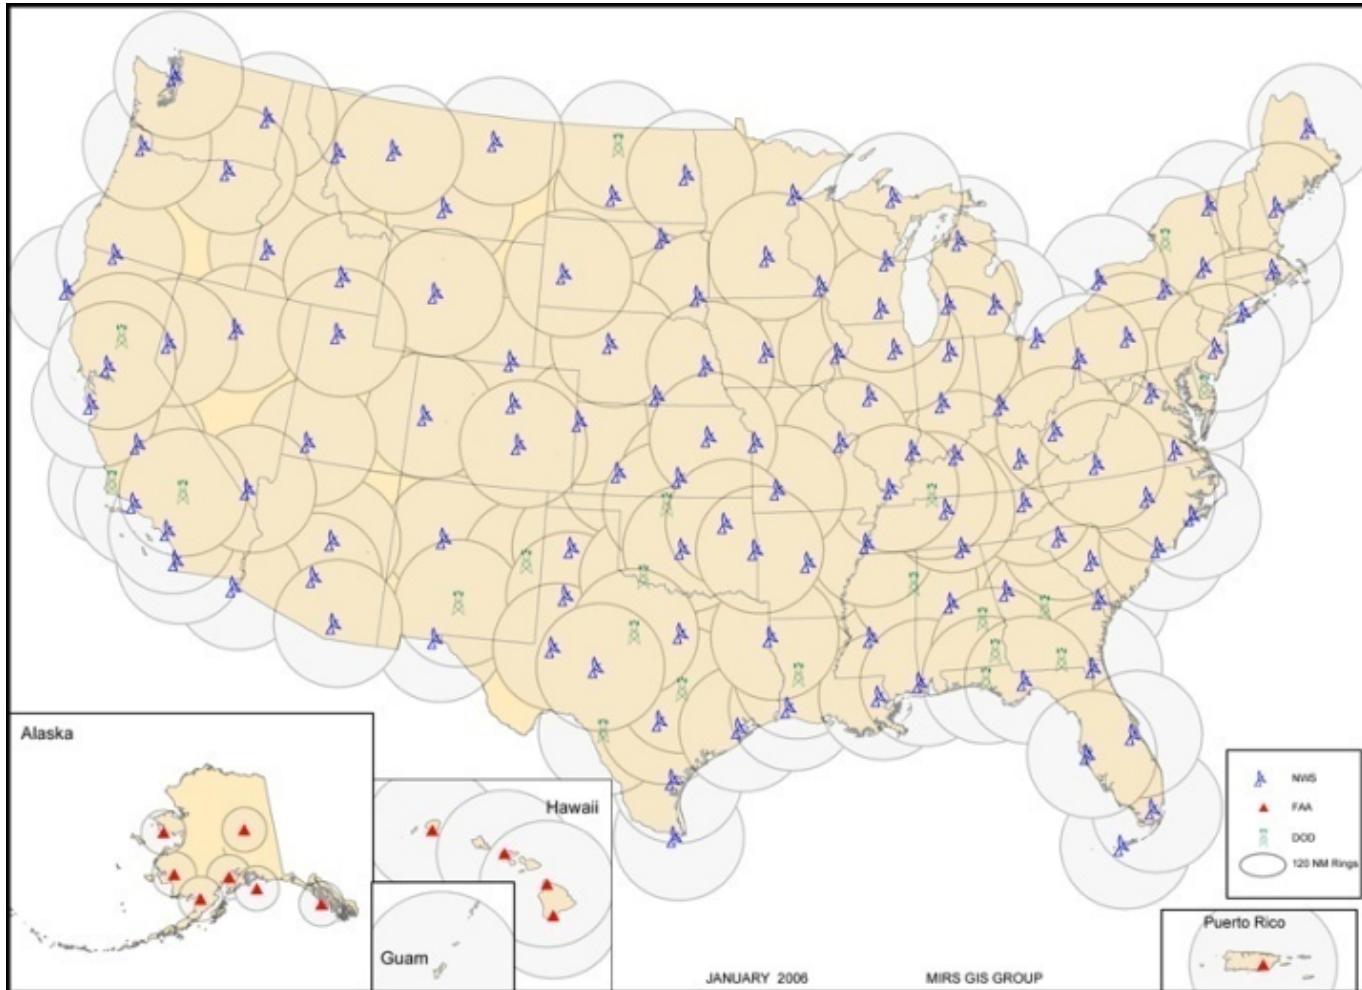 Alaska
Hawaii
Guam
NWS
FAA
DOD
120 NM Rings
Puerto Rico
JANUARY 2006 MIRS GIS GROUP